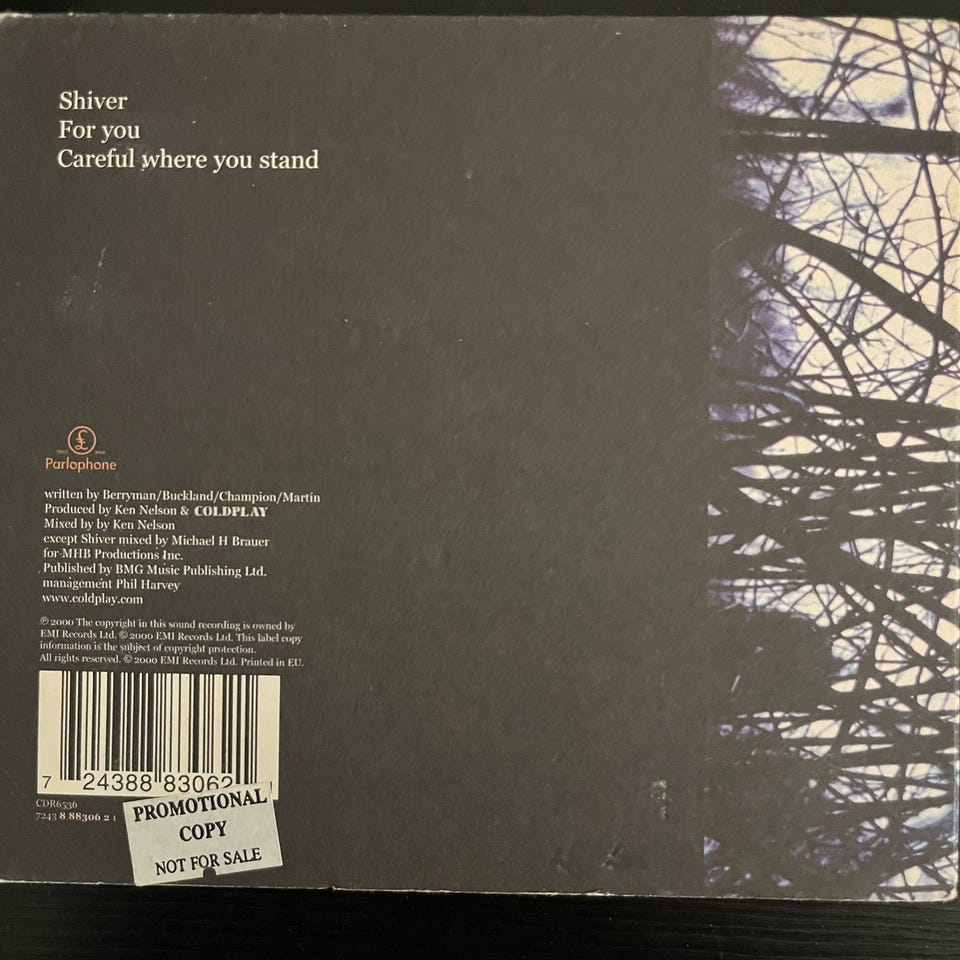 Shiver
For you
Careful where you stand
£
Parlophone
written by Berryman/Buckland/Champion/Martin
Produced by Ken Nelson & COLDPLAY
Mixed by by Ken Nelson
except Shiver mixed by Michael H Brauer
for MHB Productions Inc.
Published by BMG Music Publishing Ltd.
management Phil Harvey
www.coldplay.com
℗ 2000 The copyright in this sound recording is owned by
EMI Records Ltd. © 2000 EMI Records Ltd. This label copy
information is the subject of copyright protection.
All rights reserved. © 2000 EMI Records Ltd. Printed in EU.
7 24388 83062
CDR6536
7243 8 88306 2 1
PROMOTIONAL
COPY
NOT FOR SALE